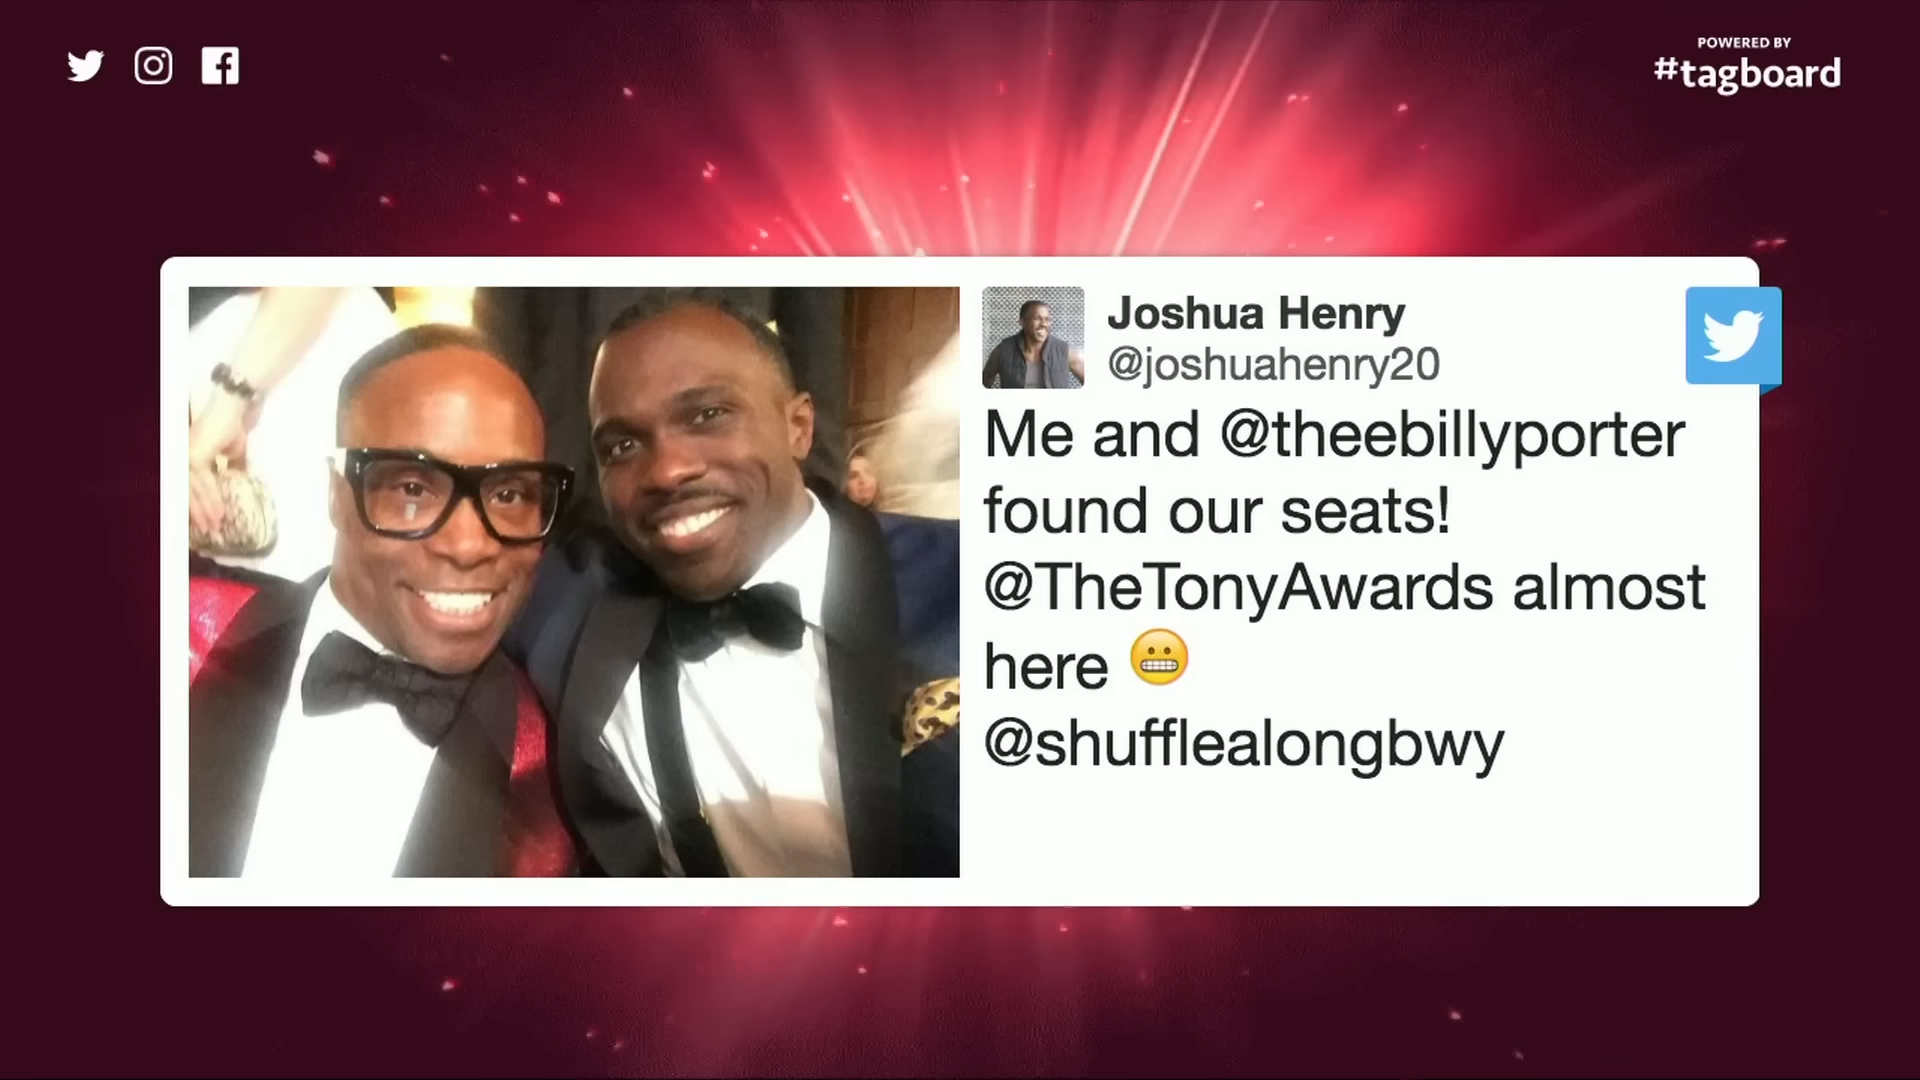 POWERED BY
#tagboard
Joshua Henry
@joshuahenry20
Me and @theebillyporter
found our seats!
@TheTonyAwards almost
here 😬
@shufflealongbwy